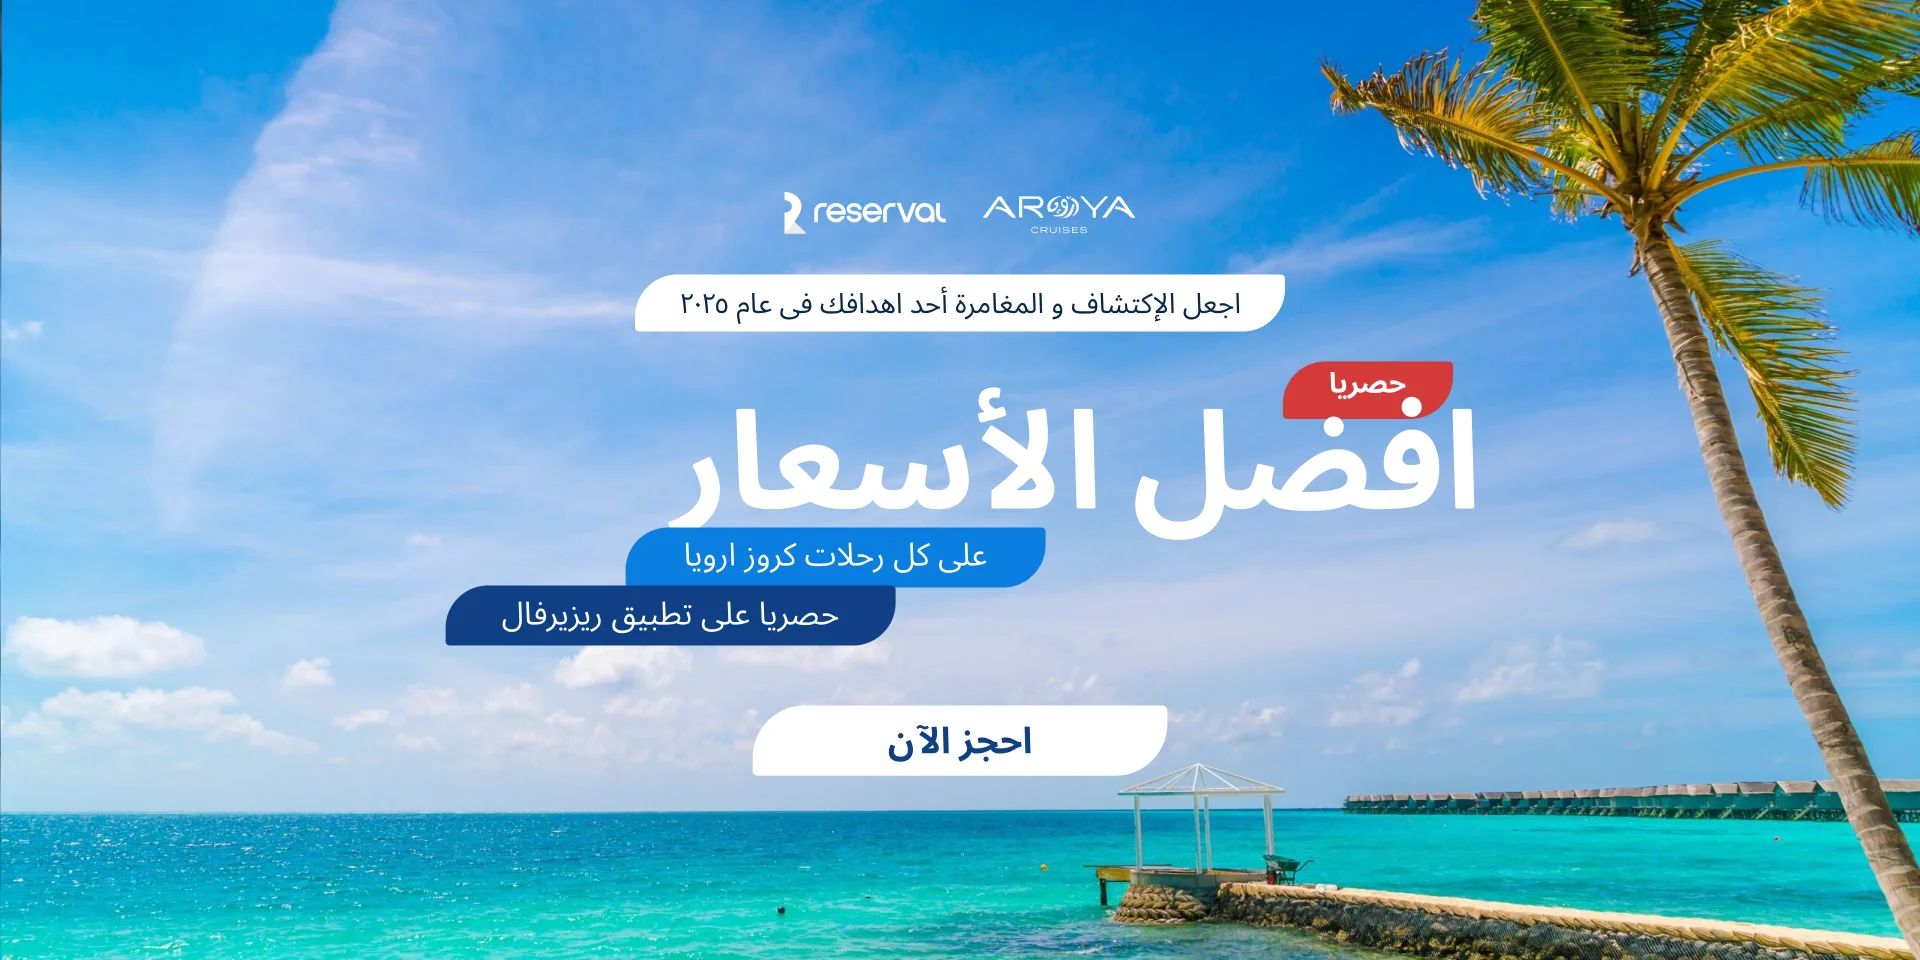 reserval
AROYA
CRUISES
اجعل الإكتشاف و المغامرة أحد اهدافك فى عام ٢٠٢٥
حصريا
افضل الأسعار
على كل رحلات كروز ارويا
حصريا على تطبيق ريزيرفال
احجز الآن